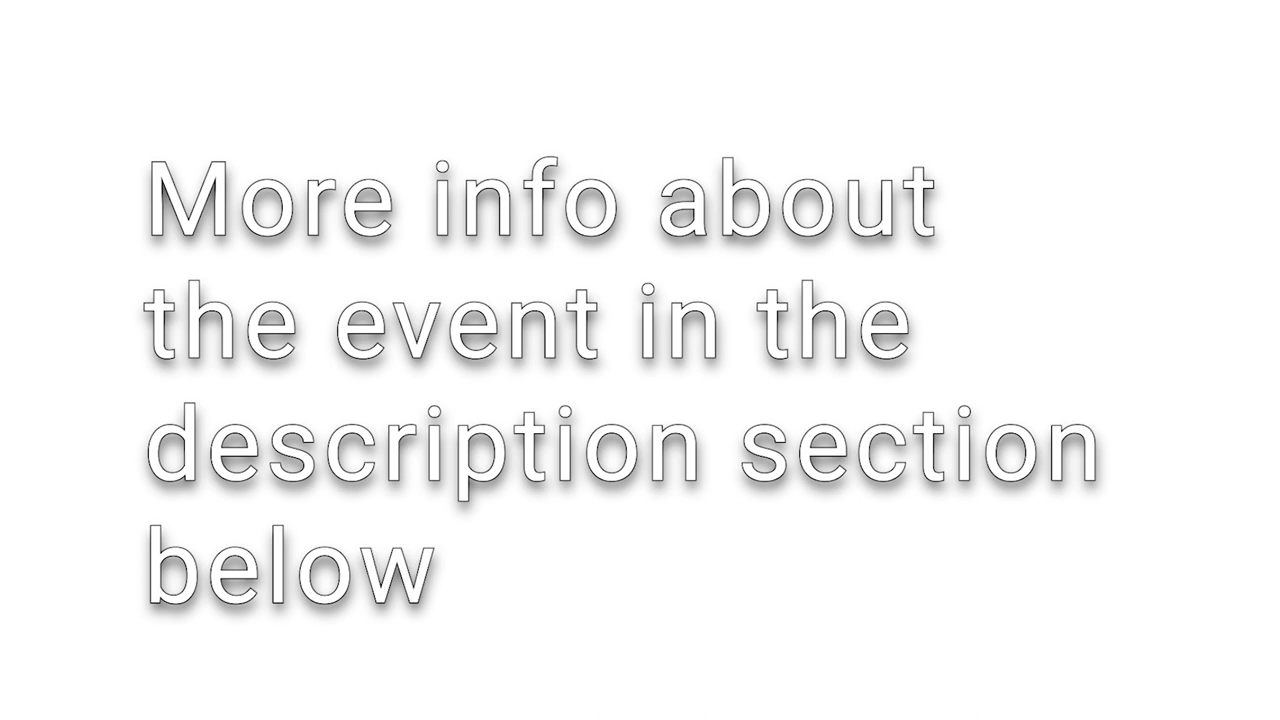 More info about
the event in the
description section
below